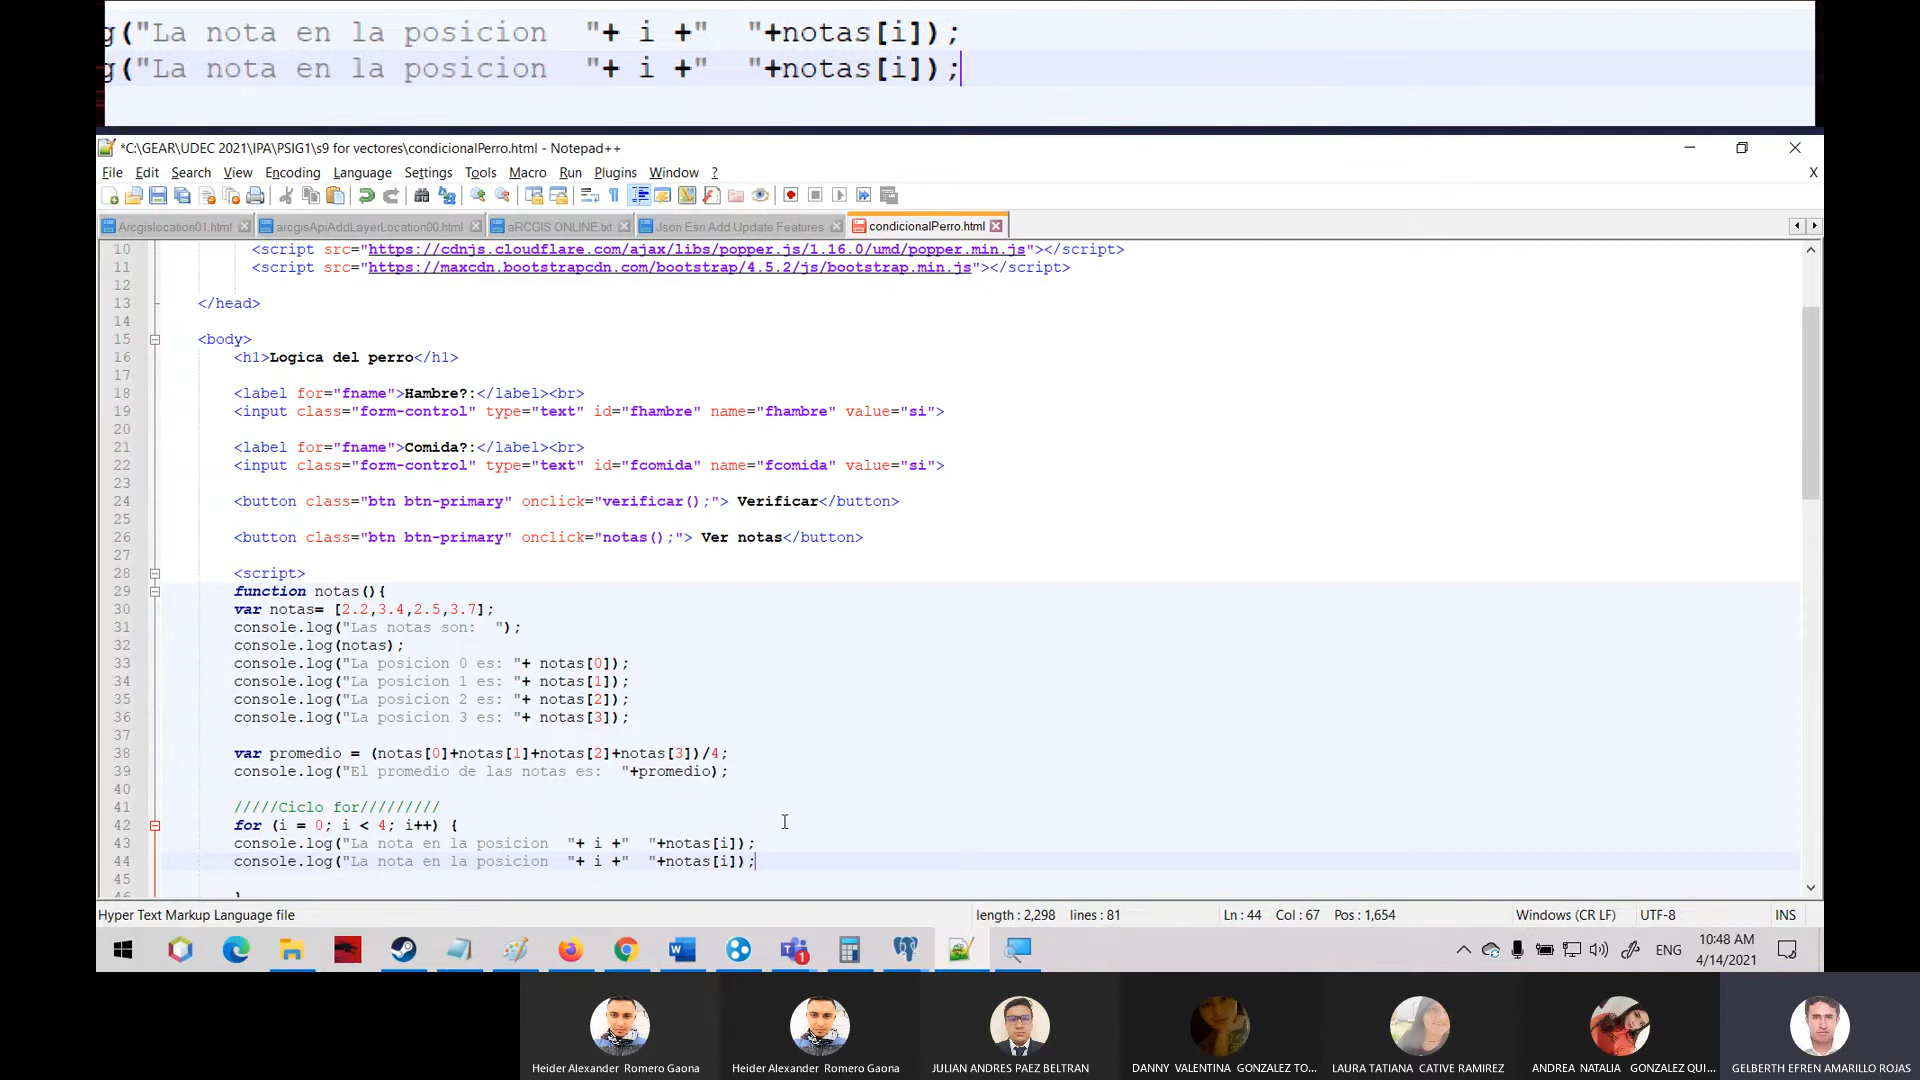 g("La nota en la posicion  "+ i +"  "+notas[i]);
g("La nota en la posicion  "+ i +"  "+notas[i]);
*C:\GEAR\UDEC 2021\IPA\PSIG1\s9 for vectores\condicionalPerro.html - Notepad++
File Edit Search View Encoding Language Settings Tools Macro Run Plugins Window ? X
Arcgislocation01.html arcgisApiAddLayerLocation00.html aRCGIS ONLINE.txt Json Esri Add Update Features condicionalPerro.html
10 <script src="https://cdnjs.cloudflare.com/ajax/libs/popper.js/1.16.0/umd/popper.min.js"></script>
11 <script src="https://maxcdn.bootstrapcdn.com/bootstrap/4.5.2/js/bootstrap.min.js"></script>
12
13 </head>
14
15 <body>
16 <h1>Logica del perro</h1>
17
18 <label for="fname">Hambre?:</label><br>
19 <input class="form-control" type="text" id="fhambre" name="fhambre" value="si">
20
21 <label for="fname">Comida?:</label><br>
22 <input class="form-control" type="text" id="fcomida" name="fcomida" value="si">
23
24 <button class="btn btn-primary" onclick="verificar();"> Verificar</button>
25
26 <button class="btn btn-primary" onclick="notas();"> Ver notas</button>
27
28 <script>
29 function notas(){
30 var notas= [2.2,3.4,2.5,3.7];
31 console.log("Las notas son:  ");
32 console.log(notas);
33 console.log("La posicion 0 es: "+ notas[0]);
34 console.log("La posicion 1 es: "+ notas[1]);
35 console.log("La posicion 2 es: "+ notas[2]);
36 console.log("La posicion 3 es: "+ notas[3]);
37
38 var promedio = (notas[0]+notas[1]+notas[2]+notas[3])/4;
39 console.log("El promedio de las notas es:  "+promedio);
40
41 /////Ciclo for/////////
42 for (i = 0; i < 4; i++) {
43 console.log("La nota en la posicion  "+ i +"  "+notas[i]);
44 console.log("La nota en la posicion  "+ i +"  "+notas[i]);
45
46 }
Hyper Text Markup Language file length : 2,298 lines : 81 Ln : 44 Col : 67 Pos : 1,654 Windows (CR LF) UTF-8 INS
1 ENG 10:48 AM
4/14/2021
Heider Alexander Romero Gaona Heider Alexander Romero Gaona JULIAN ANDRES PAEZ BELTRAN DANNY VALENTINA GONZALEZ TO... LAURA TATIANA CATIVE RAMIREZ ANDREA NATALIA GONZALEZ QUI... GELBERTH EFREN AMARILLO ROJAS